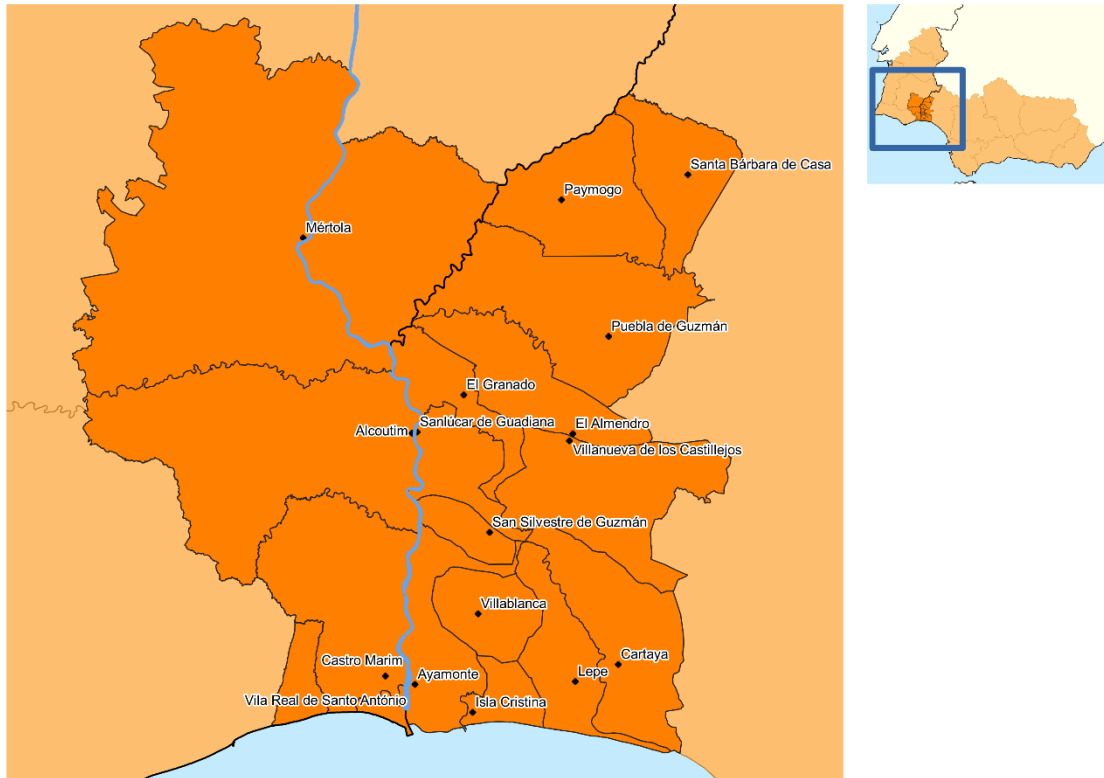 Santa Bárbara de Casa
Paymogo
Mértola
Puebla de Guzmán
El Granado
Sanlúcar de Guadiana
Alcoutim
El Almendro
Villanueva de los Castillejos
San Silvestre de Guzmán
Villablanca
Castro Marim
Cartaya
Ayamonte
Lepe
Vila Real de Santo António
Isla Cristina